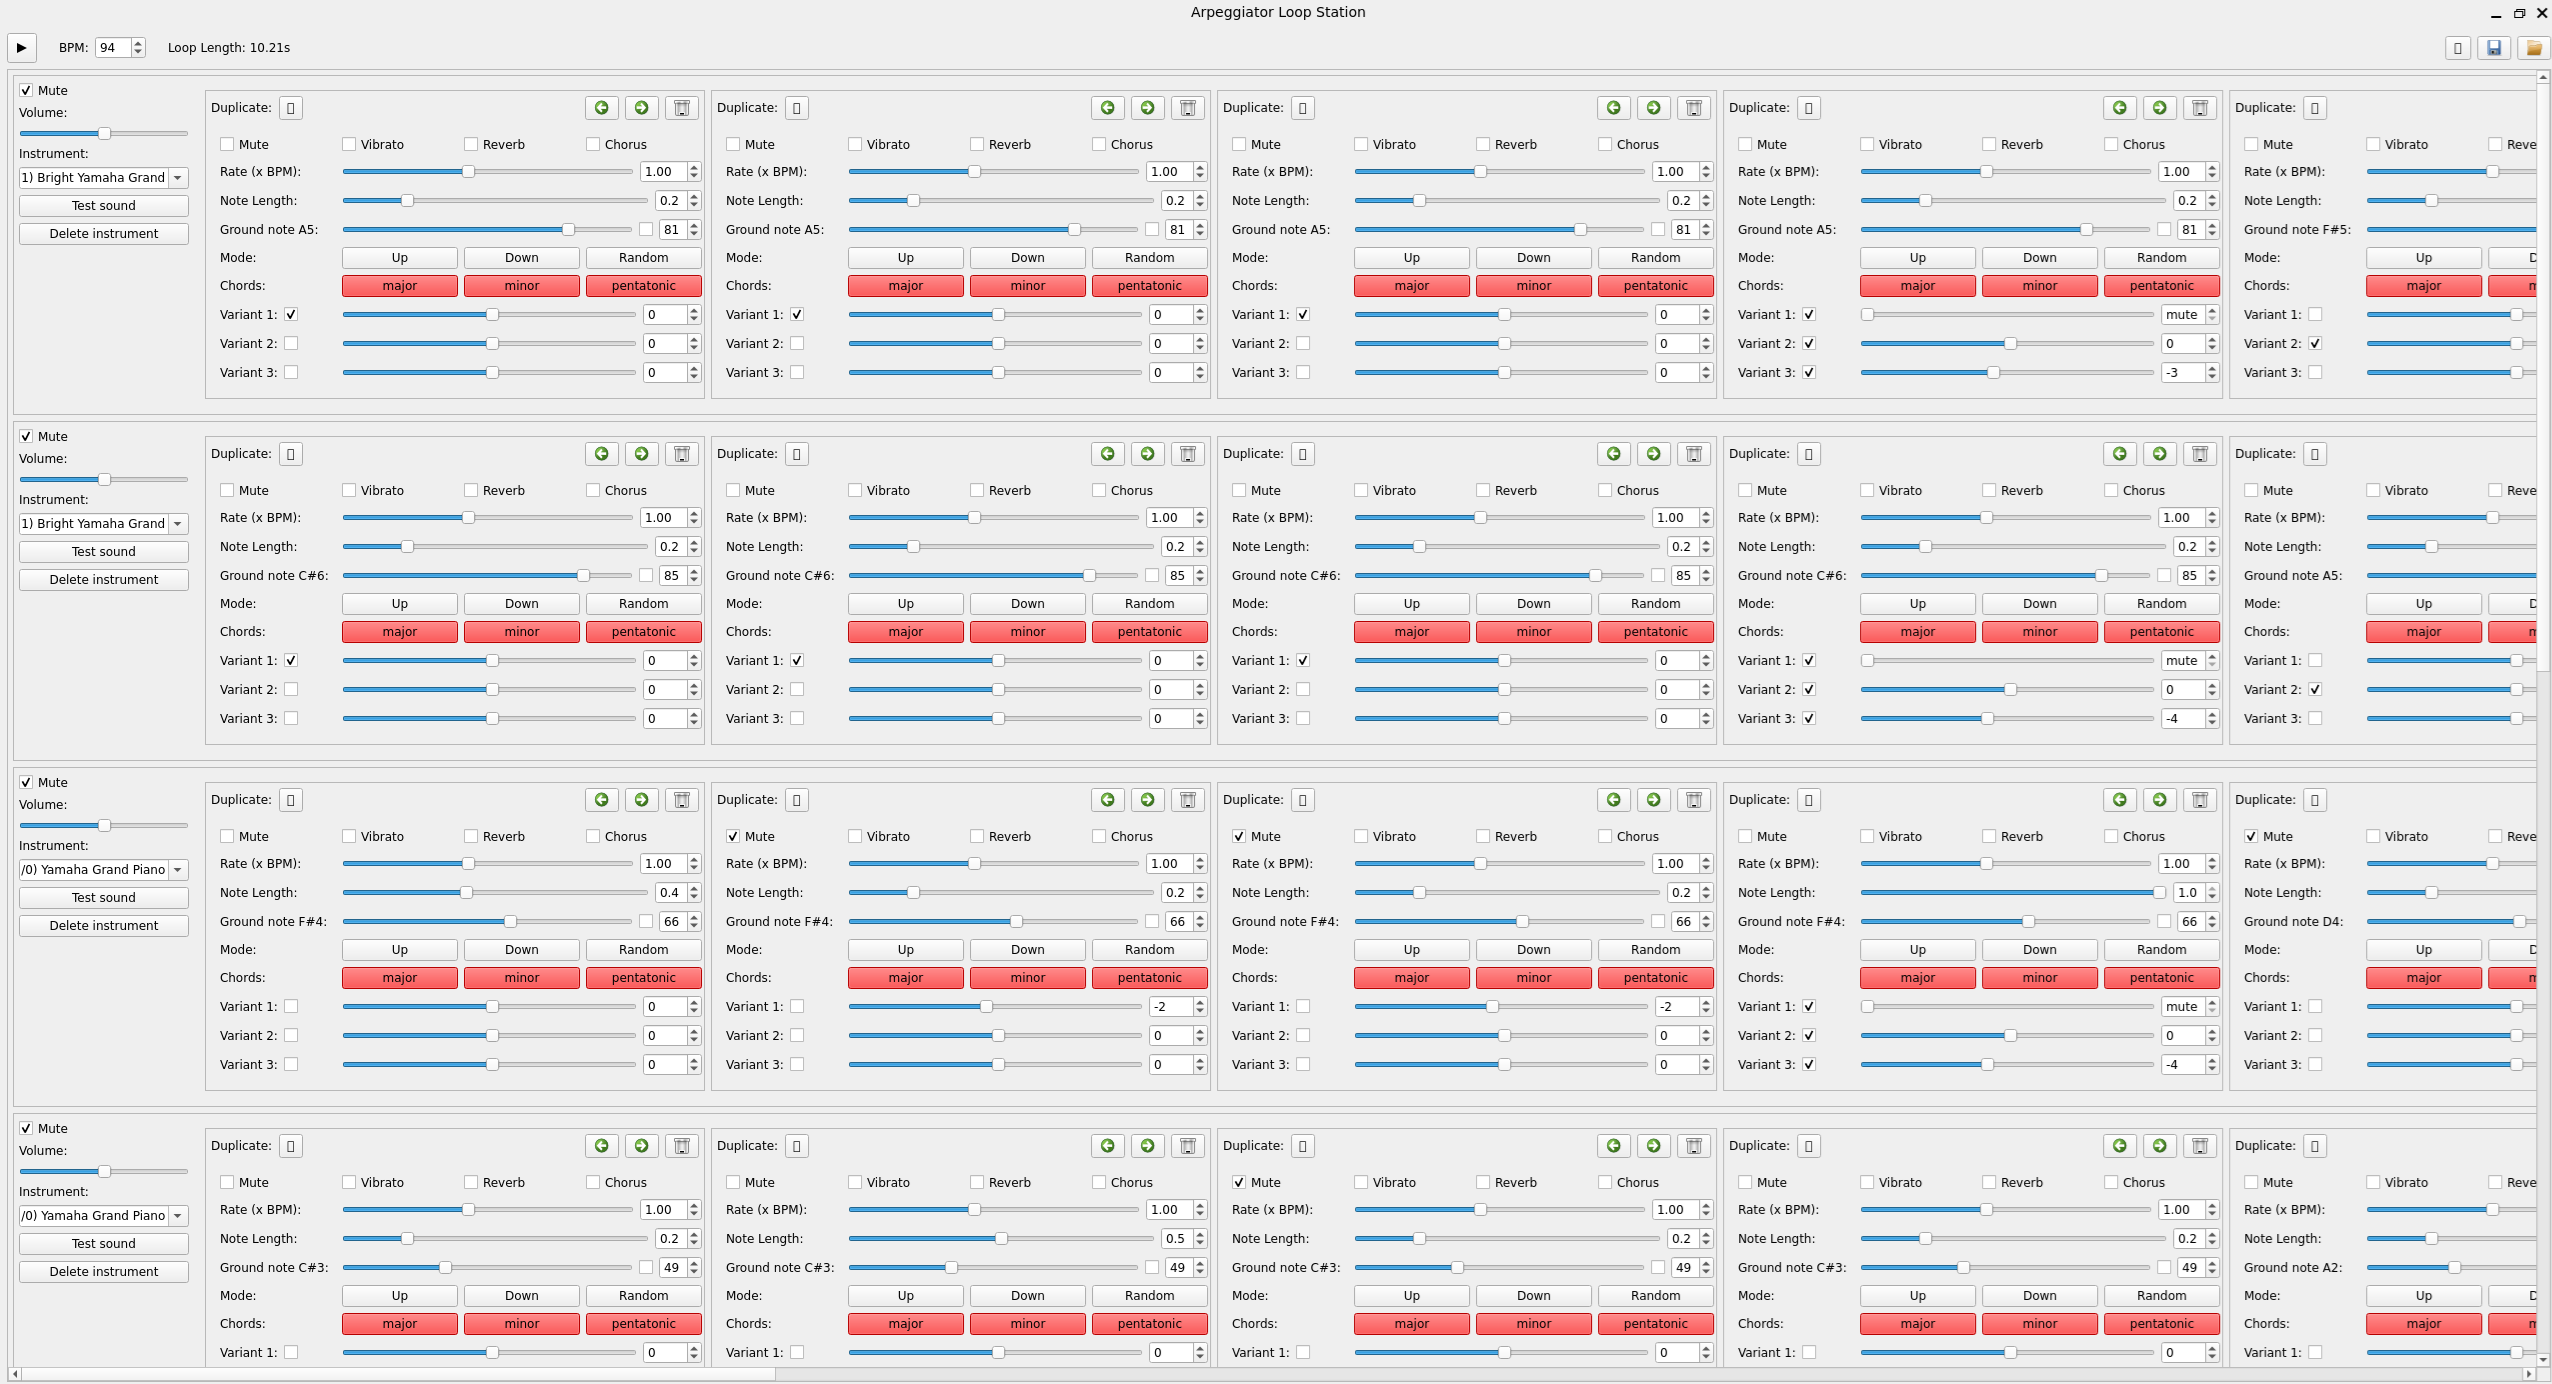 Arpeggiator Loop Station
BPM: 94 Loop Length: 10.21s
Mute
Volume:
Instrument:
1) Bright Yamaha Grand
Test sound
Delete instrument
Duplicate: Duplicate: Duplicate: Duplicate: Duplicate:
Mute Vibrato Reverb Chorus Mute Vibrato Reverb Chorus Mute Vibrato Reverb Chorus Mute Vibrato Reverb Chorus Mute Vibrato Reve
Rate (x BPM): 1.00 Rate (x BPM): 1.00 Rate (x BPM): 1.00 Rate (x BPM): 1.00 Rate (x BPM):
Note Length: 0.2 Note Length: 0.2 Note Length: 0.2 Note Length: 0.2 Note Length:
Ground note A5: 81 Ground note A5: 81 Ground note A5: 81 Ground note A5: 81 Ground note F#5:
Mode: Up Down Random Mode: Up Down Random Mode: Up Down Random Mode: Up Down Random Mode: Up D
Chords: major minor pentatonic Chords: major minor pentatonic Chords: major minor pentatonic Chords: major minor pentatonic Chords: major
Variant 1: 0 Variant 1: 0 Variant 1: 0 Variant 1: mute Variant 1:
Variant 2: 0 Variant 2: 0 Variant 2: 0 Variant 2: 0 Variant 2:
Variant 3: 0 Variant 3: 0 Variant 3: 0 Variant 3: -3 Variant 3:
Mute
Volume:
Instrument:
1) Bright Yamaha Grand
Test sound
Delete instrument
Duplicate: Duplicate: Duplicate: Duplicate: Duplicate:
Mute Vibrato Reverb Chorus Mute Vibrato Reverb Chorus Mute Vibrato Reverb Chorus Mute Vibrato Reverb Chorus Mute Vibrato Reve
Rate (x BPM): 1.00 Rate (x BPM): 1.00 Rate (x BPM): 1.00 Rate (x BPM): 1.00 Rate (x BPM):
Note Length: 0.2 Note Length: 0.2 Note Length: 0.2 Note Length: 0.2 Note Length:
Ground note C#6: 85 Ground note C#6: 85 Ground note C#6: 85 Ground note C#6: 85 Ground note A5:
Mode: Up Down Random Mode: Up Down Random Mode: Up Down Random Mode: Up Down Random Mode: Up D
Chords: major minor pentatonic Chords: major minor pentatonic Chords: major minor pentatonic Chords: major minor pentatonic Chords: major
Variant 1: 0 Variant 1: 0 Variant 1: 0 Variant 1: mute Variant 1:
Variant 2: 0 Variant 2: 0 Variant 2: 0 Variant 2: 0 Variant 2:
Variant 3: 0 Variant 3: 0 Variant 3: 0 Variant 3: -4 Variant 3:
Mute
Volume:
Instrument:
/0) Yamaha Grand Piano
Test sound
Delete instrument
Duplicate: Duplicate: Duplicate: Duplicate: Duplicate:
Mute Vibrato Reverb Chorus Mute Vibrato Reverb Chorus Mute Vibrato Reverb Chorus Mute Vibrato Reverb Chorus Mute Vibrato Reve
Rate (x BPM): 1.00 Rate (x BPM): 1.00 Rate (x BPM): 1.00 Rate (x BPM): 1.00 Rate (x BPM):
Note Length: 0.4 Note Length: 0.2 Note Length: 0.2 Note Length: 1.0 Note Length:
Ground note F#4: 66 Ground note F#4: 66 Ground note F#4: 66 Ground note F#4: 66 Ground note D4:
Mode: Up Down Random Mode: Up Down Random Mode: Up Down Random Mode: Up Down Random Mode: Up D
Chords: major minor pentatonic Chords: major minor pentatonic Chords: major minor pentatonic Chords: major minor pentatonic Chords: major
Variant 1: 0 Variant 1: -2 Variant 1: -2 Variant 1: mute Variant 1:
Variant 2: 0 Variant 2: 0 Variant 2: 0 Variant 2: 0 Variant 2:
Variant 3: 0 Variant 3: 0 Variant 3: 0 Variant 3: -4 Variant 3:
Mute
Volume:
Instrument:
/0) Yamaha Grand Piano
Test sound
Delete instrument
Duplicate: Duplicate: Duplicate: Duplicate: Duplicate:
Mute Vibrato Reverb Chorus Mute Vibrato Reverb Chorus Mute Vibrato Reverb Chorus Mute Vibrato Reverb Chorus Mute Vibrato Reve
Rate (x BPM): 1.00 Rate (x BPM): 1.00 Rate (x BPM): 1.00 Rate (x BPM): 1.00 Rate (x BPM):
Note Length: 0.2 Note Length: 0.5 Note Length: 0.2 Note Length: 0.2 Note Length:
Ground note C#3: 49 Ground note C#3: 49 Ground note C#3: 49 Ground note C#3: 49 Ground note A2:
Mode: Up Down Random Mode: Up Down Random Mode: Up Down Random Mode: Up Down Random Mode: Up D
Chords: major minor pentatonic Chords: major minor pentatonic Chords: major minor pentatonic Chords: major minor pentatonic Chords: major
Variant 1: 0 Variant 1: 0 Variant 1: 0 Variant 1: 0 Variant 1: